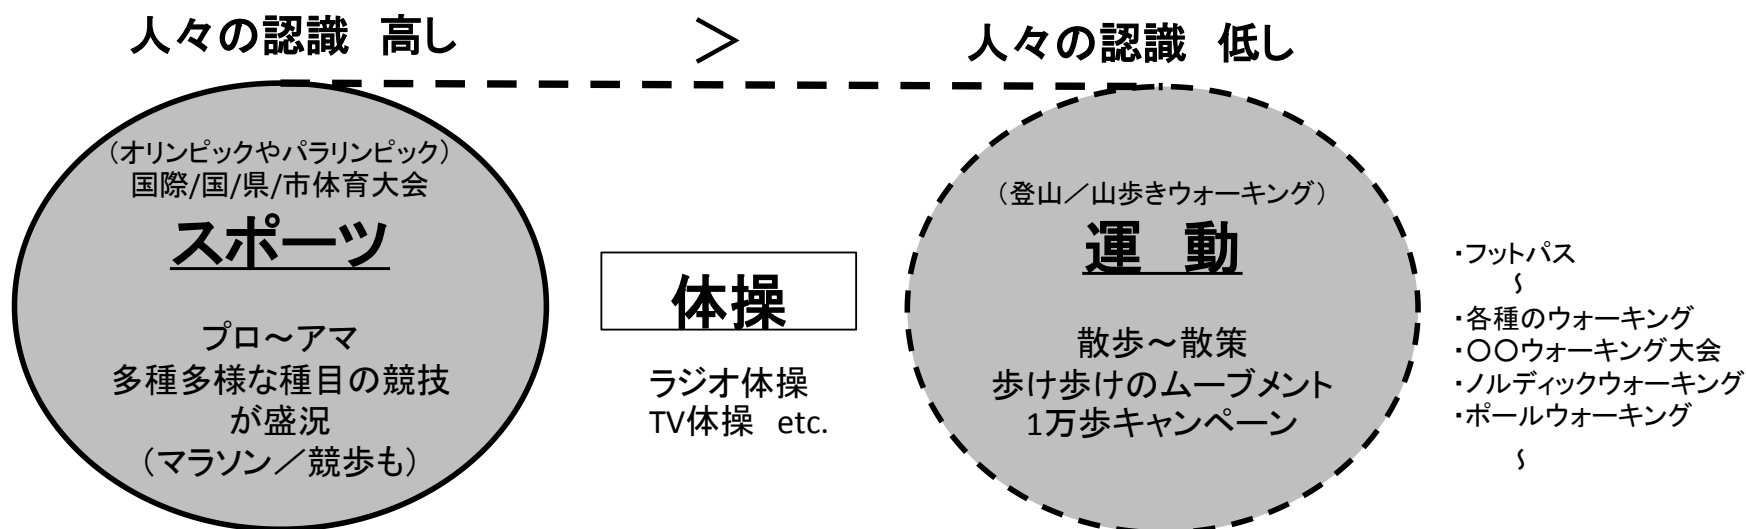 人々の認識　高し
＞
人々の認識　低し
（オリンピックやパラリンピック）
国際/国/県/市体育大会
スポーツ
プロ～アマ
多種多様な種目の競技
が盛況
（マラソン／競歩も）
体操
ラジオ体操
TV体操　etc.
（登山／山歩きウォーキング）
運　動
散歩～散策
歩け歩けのムーブメント
1万歩キャンペーン
・フットパス
～
・各種のウォーキング
・〇〇ウォーキング大会
・ノルディックウォーキング
・ポールウォーキング
～